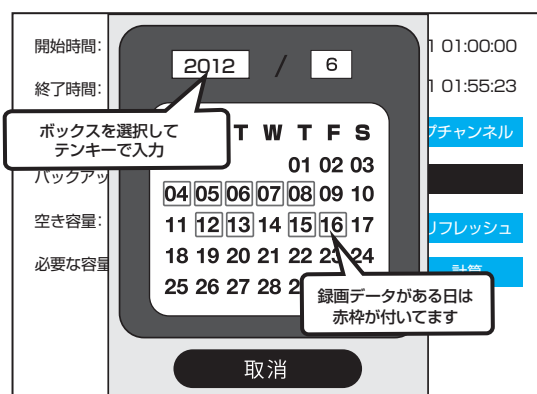 開始時間:
1 01:00:00
2012 / 6
終了時間:
1 01:55:23
ボックスを選択して
テンキーで入力
T W T F S
プチャンネル
01 02 03
バックアッ
04 05 06 07 08 09 10
空き容量:
11 12 13 14 15 16 17
リフレッシュ
必要な容量
18 19 20 21 22 23 24
25 26 27 28 2
録画データがある日は
赤枠が付いてます
取消